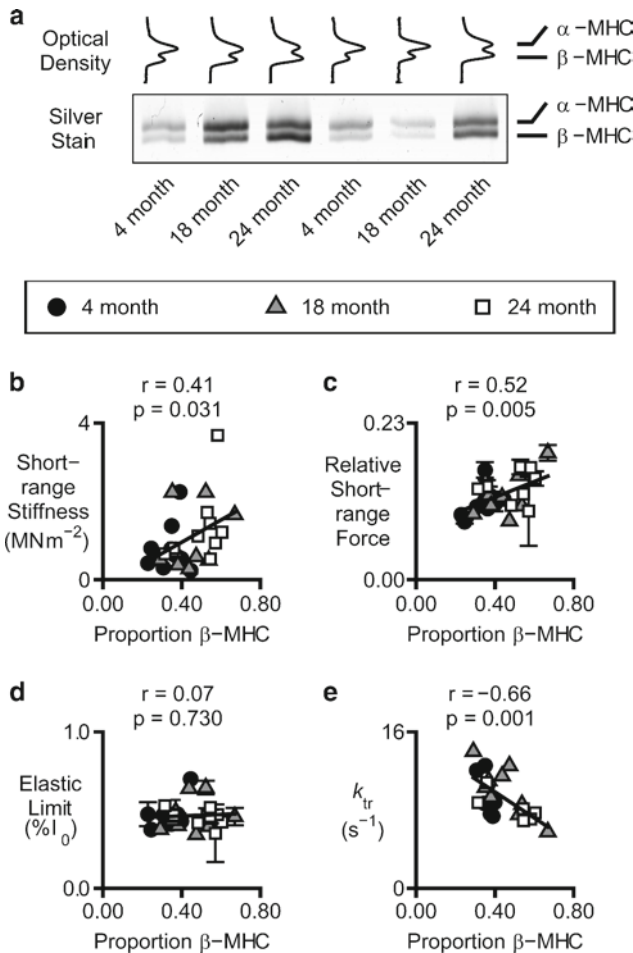 a
Optical
Density
α−MHC
β−MHC
Silver
Stain
α−MHC
β−MHC
4 month
18 month
24 month
4 month
18 month
24 month
4 month
18 month
24 month
b
r = 0.41
p = 0.031
4
Short−
range
Stiffness
(MNm⁻²)
0
0.00
0.40
0.80
Proportion β−MHC
c
r = 0.52
p = 0.005
0.23
Relative
Short−
range
Force
0.00
0.00
0.40
0.80
Proportion β−MHC
d
r = 0.07
p = 0.730
1.0
Elastic
Limit
(%l₀)
0.0
0.00
0.40
0.80
Proportion β−MHC
e
r = −0.66
p = 0.001
16
k tr
(s⁻¹)
0
0.00
0.40
0.80
Proportion β−MHC